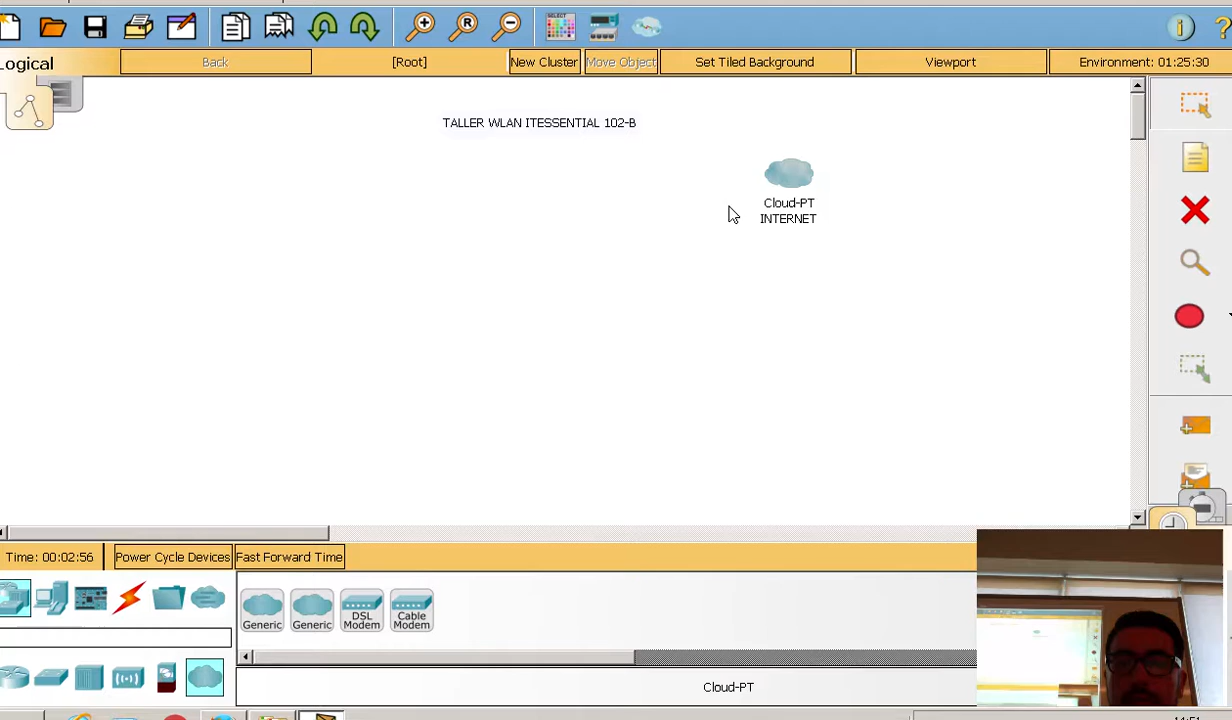 Logical
Back
[Root]
New Cluster
Move Object
Set Tiled Background
Viewport
Environment: 01:25:30
TALLER WLAN ITESSENTIAL 102-B
Cloud-PT
INTERNET
Time: 00:02:56
Power Cycle Devices
Fast Forward Time
Generic
Generic
DSL
Modem
Cable
Modem
Cloud-PT